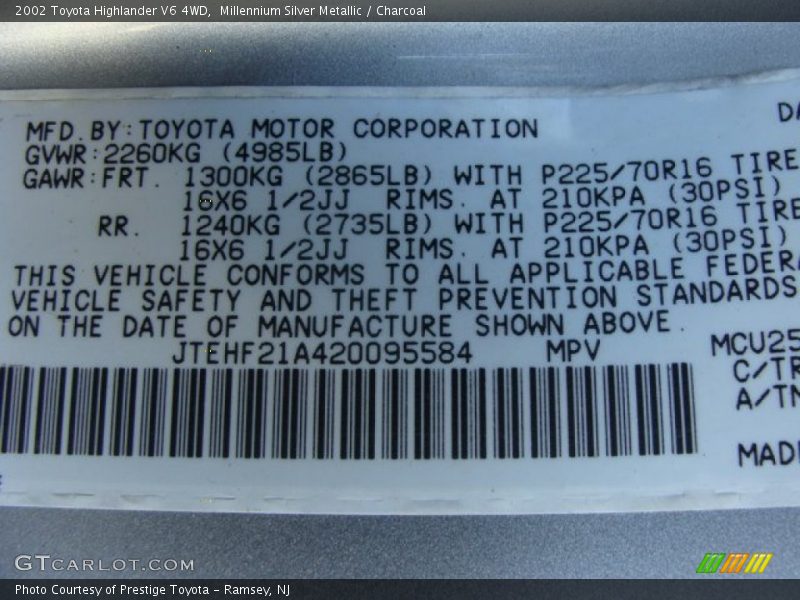 2002 Toyota Highlander V6 4WD,  Millennium Silver Metallic / Charcoal
MFD.BY:TOYOTA MOTOR CORPORATION
GVWR:2260KG (4985LB)
GAWR:FRT. 1300KG (2865LB) WITH P225/70R16 TIRE
16X6 1/2JJ RIMS. AT 210KPA (30PSI)
RR. 1240KG (2735LB) WITH P225/70R16 TIRE
16X6 1/2JJ RIMS. AT 210KPA (30PSI)
THIS VEHICLE CONFORMS TO ALL APPLICABLE FEDERA
VEHICLE SAFETY AND THEFT PREVENTION STANDARDS
ON THE DATE OF MANUFACTURE SHOWN ABOVE.
JTEHF21A420095584 MPV MCU25
C/TR
A/TN
MADE
GTCARLOT.COM
Photo Courtesy of Prestige Toyota - Ramsey, NJ